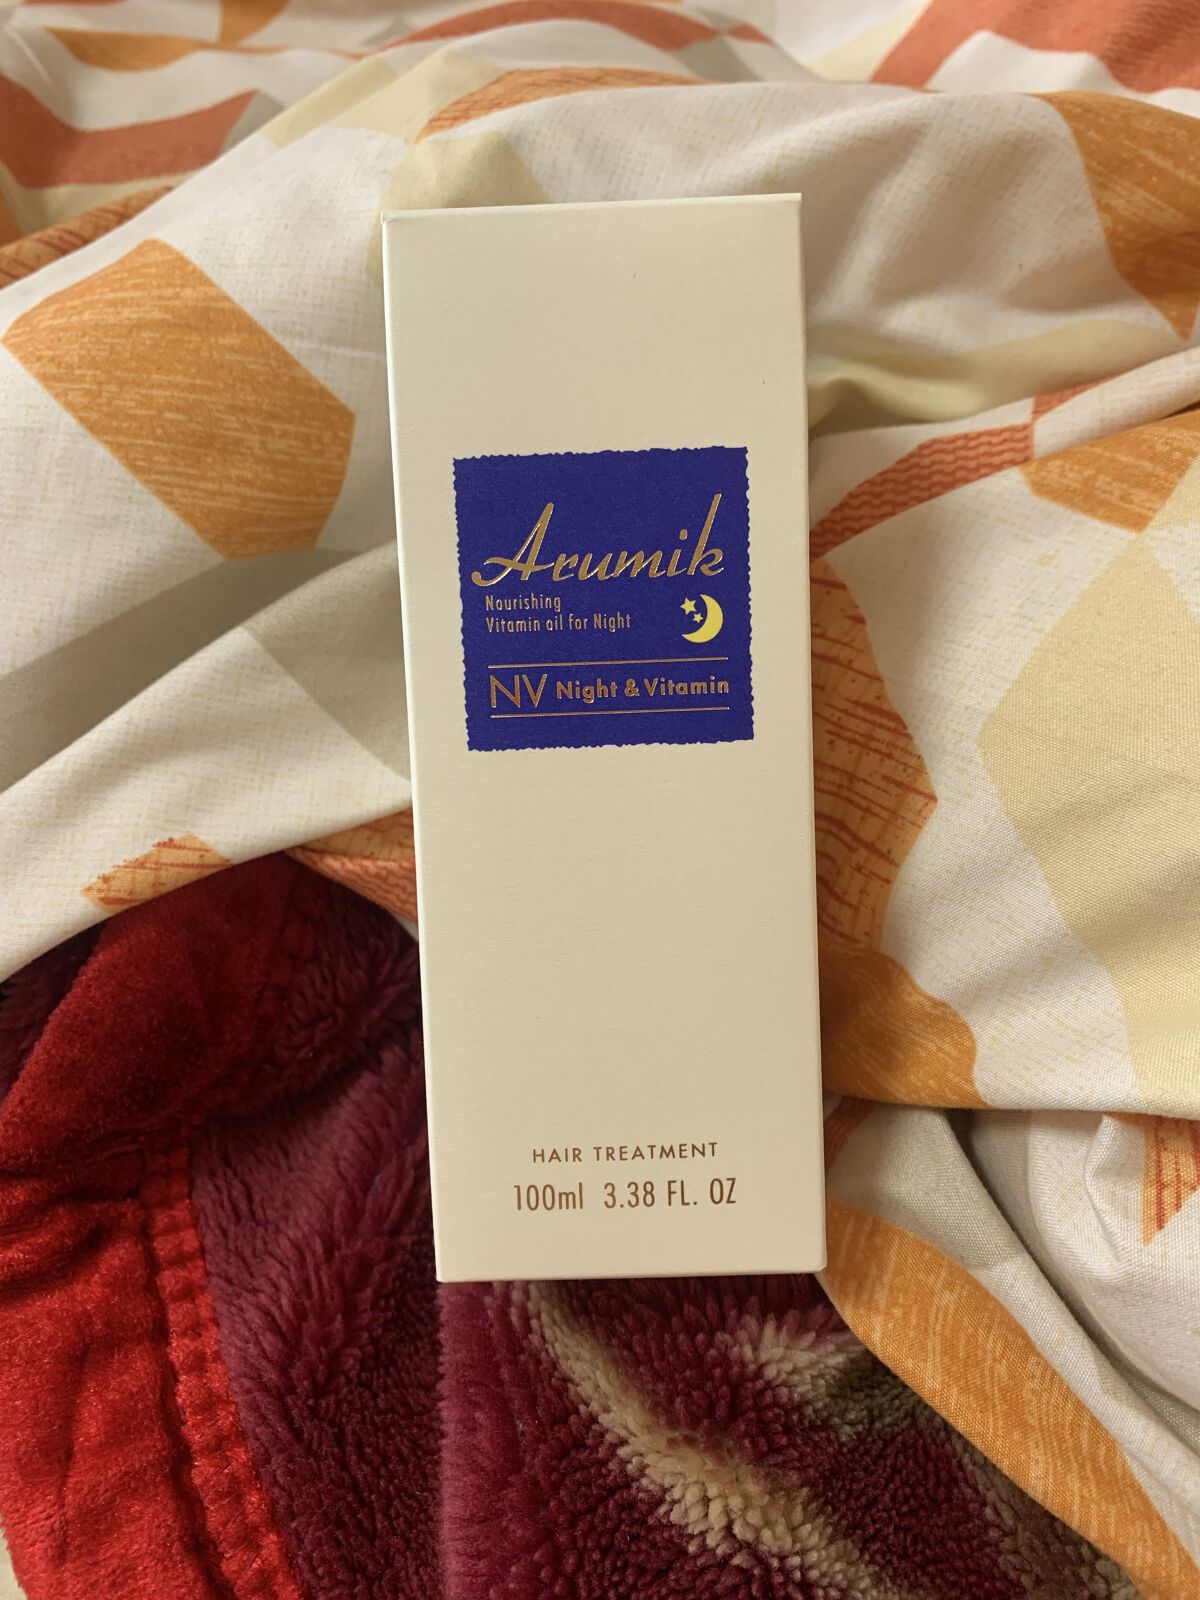 Arumik
Nourishing
Vitamin oil for Night
NV Night & Vitamin
HAIR TREATMENT
100ml 3.38 FL. OZ